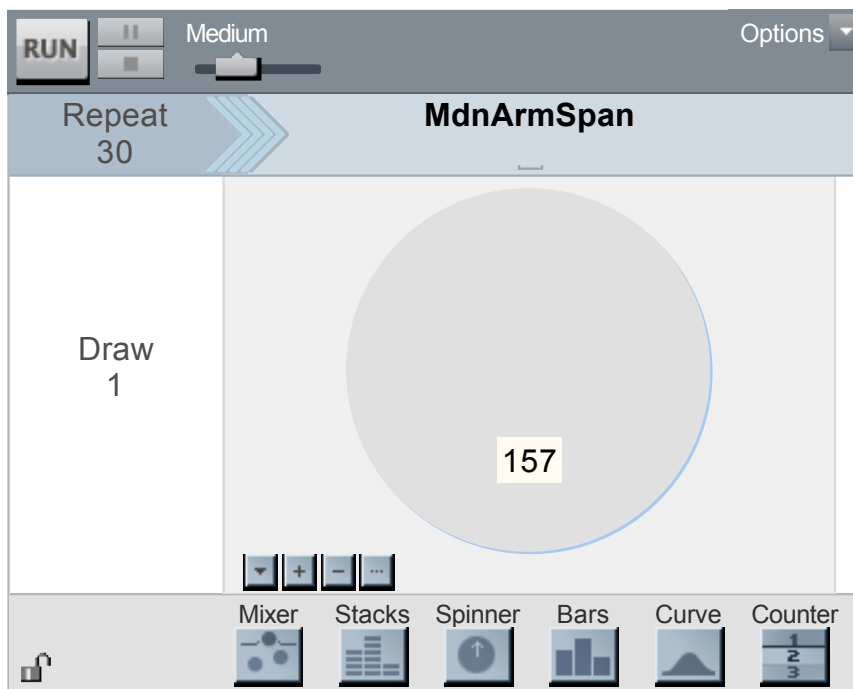 RUN
Medium
Options
Repeat
30
MdnArmSpan
Draw
1
157
Mixer
Stacks
Spinner
Bars
Curve
Counter
1
2
3